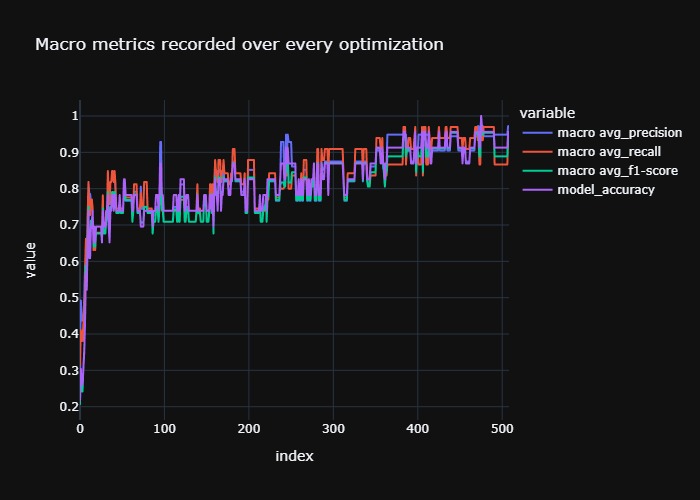 Macro metrics recorded over every optimization
variable
macro avg_precision
macro avg_recall
macro avg_f1-score
model_accuracy
value
1
0.9
0.8
0.7
0.6
0.5
0.4
0.3
0.2
0 100 200 300 400 500
index